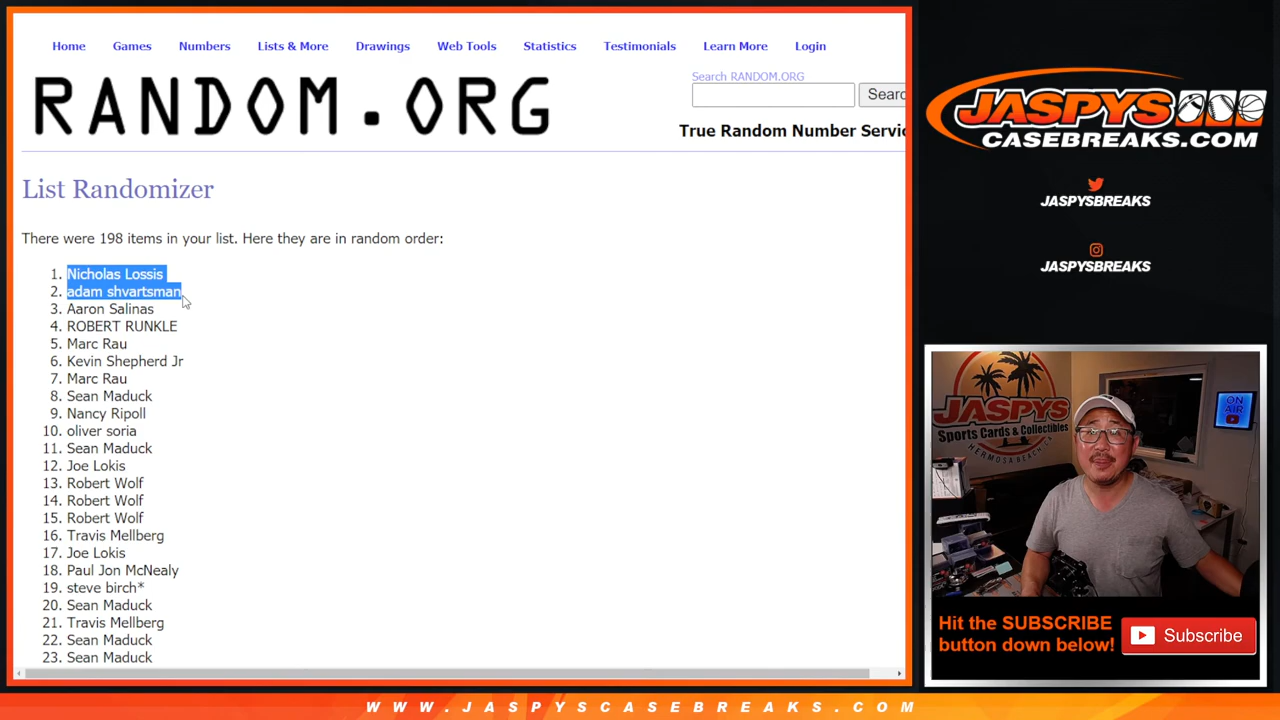 Home Games Numbers Lists & More Drawings Web Tools Statistics Testimonials Learn More Login
RANDOM.ORG
Search RANDOM.ORG
Searc
True Random Number Servic
List Randomizer
There were 198 items in your list. Here they are in random order:
1. Nicholas Lossis
2. adam shvartsman
3. Aaron Salinas
4. ROBERT RUNKLE
5. Marc Rau
6. Kevin Shepherd Jr
7. Marc Rau
8. Sean Maduck
9. Nancy Ripoll
10. oliver soria
11. Sean Maduck
12. Joe Lokis
13. Robert Wolf
14. Robert Wolf
15. Robert Wolf
16. Travis Mellberg
17. Joe Lokis
18. Paul Jon McNealy
19. steve birch*
20. Sean Maduck
21. Travis Mellberg
22. Sean Maduck
23. Sean Maduck
JASPYS
CASEBREAKS.COM
JASPYSBREAKS
JASPYSBREAKS
JASPYS
Sports Cards & Collectibles
HERMOSA BEACH, CA
ON
AIR
Hit the SUBSCRIBE
button down below!
Subscribe
WWW.JASPYSCASEBREAKS.COM